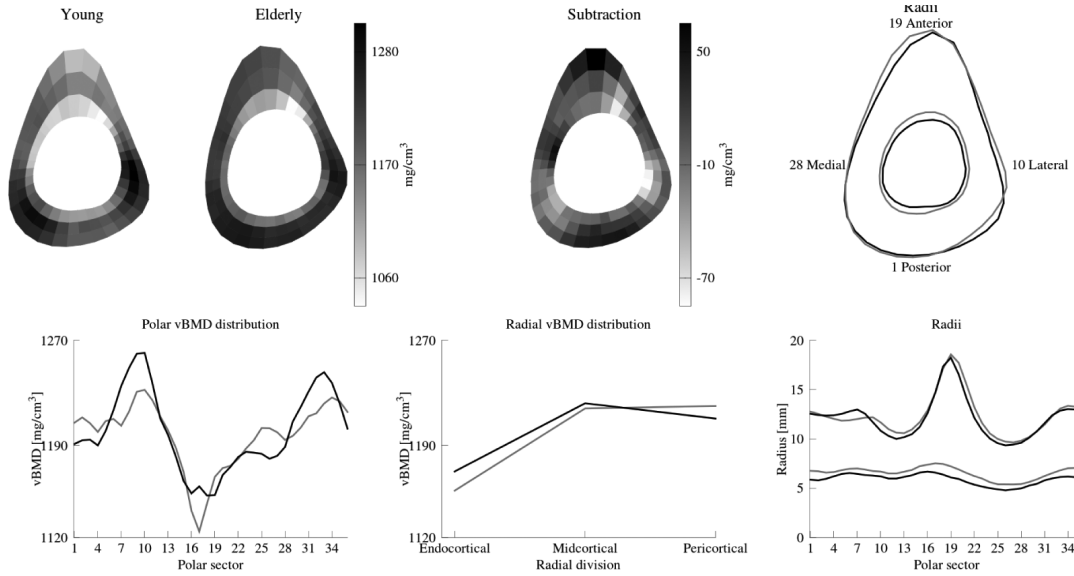 Young
Elderly
1280
1170
1060
mg/cm³
Subtraction
50
-10
-70
mg/cm³
Radii
19 Anterior
28 Medial
10 Lateral
1 Posterior
Polar vBMD distribution
1270
1190
1120
vBMD [mg/cm³]
1 4 7 10 13 16 19 22 25 28 31 34
Polar sector
Radial vBMD distribution
1270
1190
1120
vBMD [mg/cm³]
Endocortical Midcortical Pericortical
Radial division
Radii
20
15
10
5
0
Radius [mm]
1 4 7 10 13 16 19 22 25 28 31 34
Polar sector